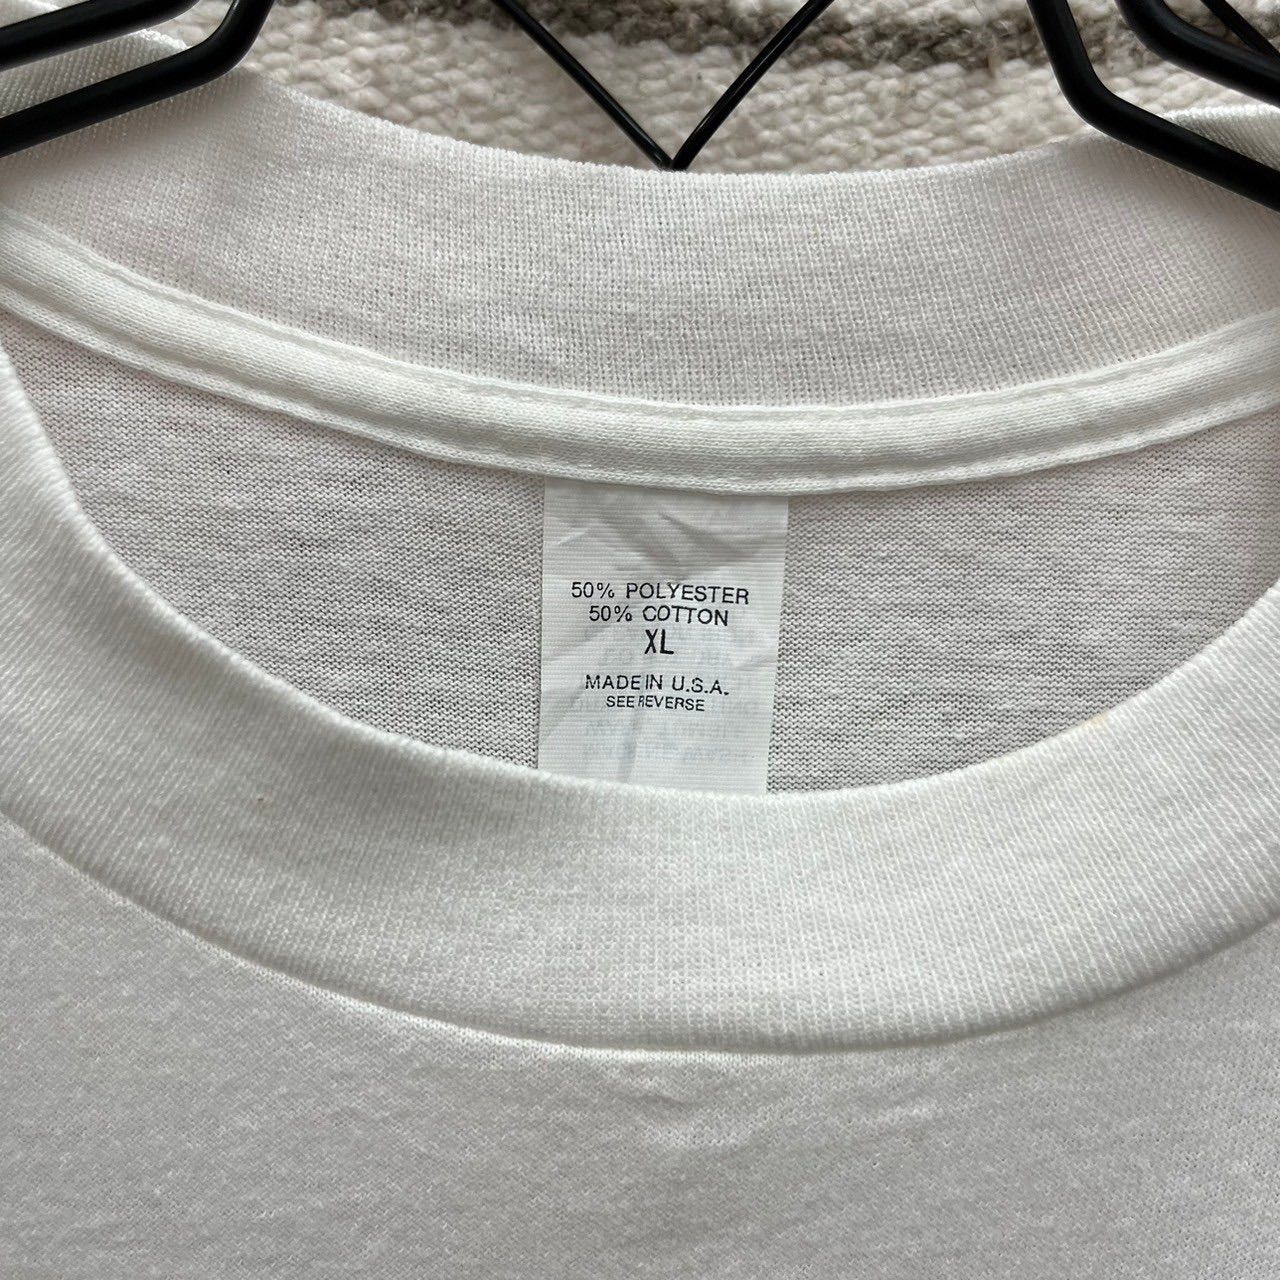 50% POLYESTER
50% COTTON
XL
MADE IN U.S.A.
SEE REVERSE